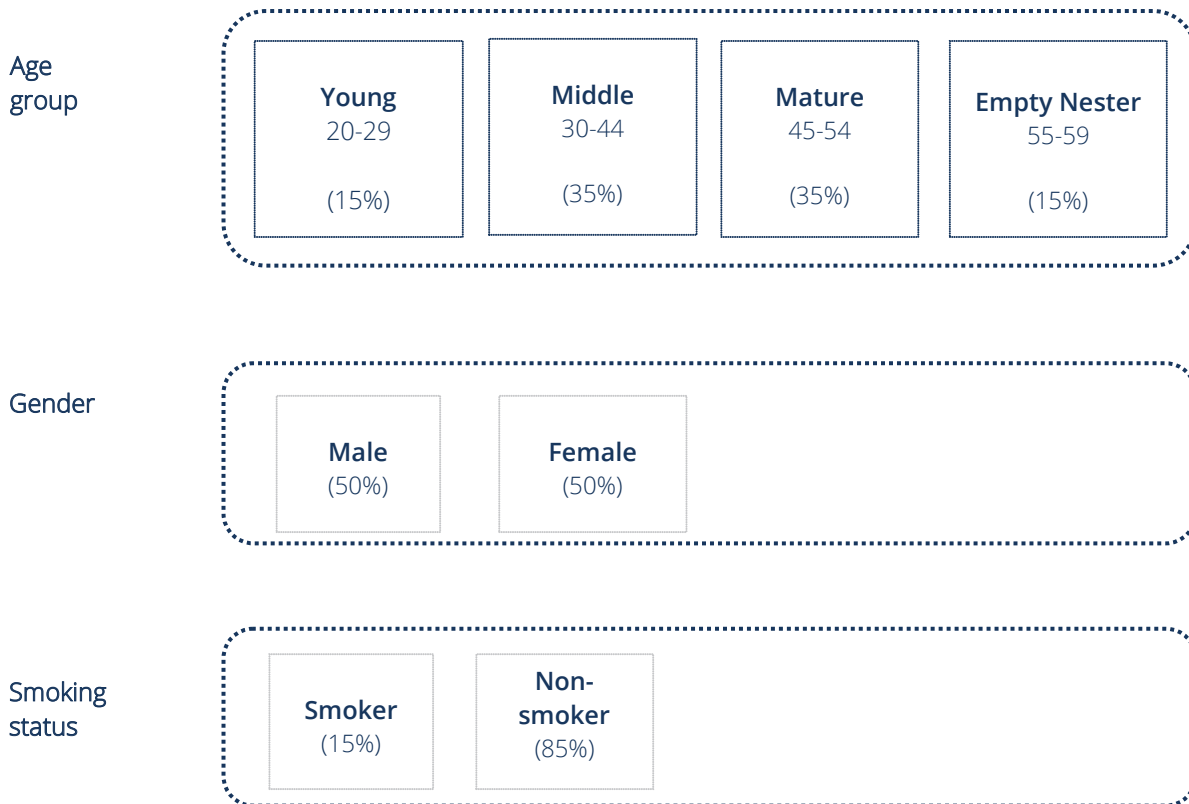 Age
group
Young
20-29
(15%)
Middle
30-44
(35%)
Mature
45-54
(35%)
Empty Nester
55-59
(15%)
Gender
Male
(50%)
Female
(50%)
Smoking
status
Smoker
(15%)
Non-
smoker
(85%)